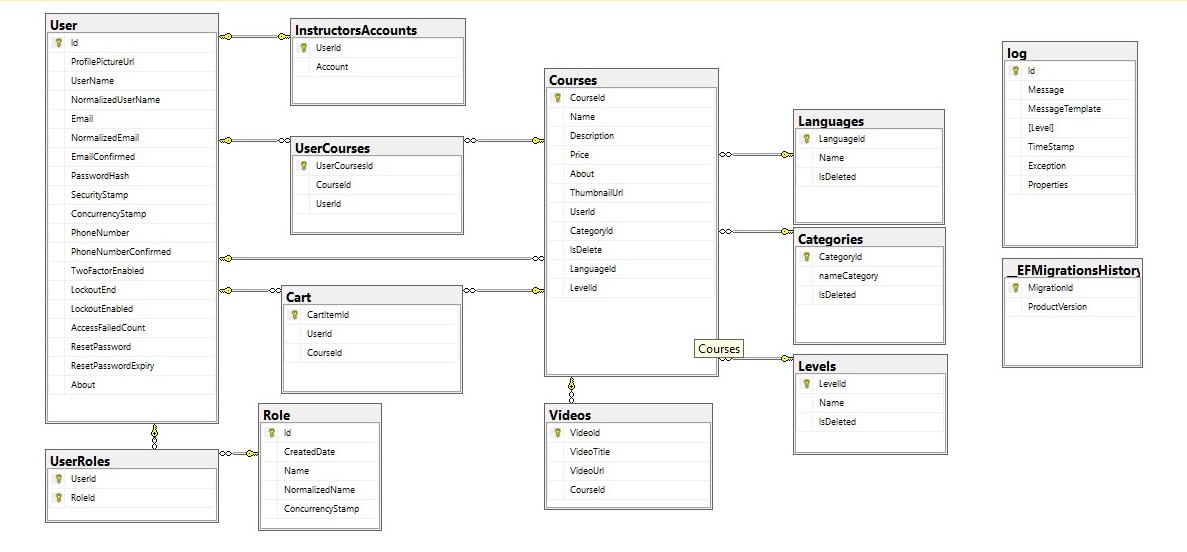 User
Id
ProfilePictureUrl
UserName
NormalizedUserName
Email
NormalizedEmail
EmailConfirmed
PasswordHash
SecurityStamp
ConcurrencyStamp
PhoneNumber
PhoneNumberConfirmed
TwoFactorEnabled
LockoutEnd
LockoutEnabled
AccessFailedCount
ResetPassword
ResetPasswordExpiry
About
InstructorsAccounts
UserId
Account
UserCourses
UserCoursesId
CourseId
UserId
Cart
CartItemId
UserId
CourseId
UserRoles
UserId
RoleId
Role
Id
CreatedDate
Name
NormalizedName
ConcurrencyStamp
Courses
CourseId
Name
Description
Price
About
ThumbnailUrl
UserId
CategoryId
IsDelete
LanguageId
LevelId
Courses
Videos
VideoId
VideoTitle
VideoUrl
CourseId
Languages
LanguageId
Name
IsDeleted
Categories
CategoryId
nameCategory
IsDeleted
Levels
LevelId
Name
IsDeleted
log
Id
Message
MessageTemplate
[Level]
TimeStamp
Exception
Properties
__EFMigrationsHistory
MigrationId
ProductVersion